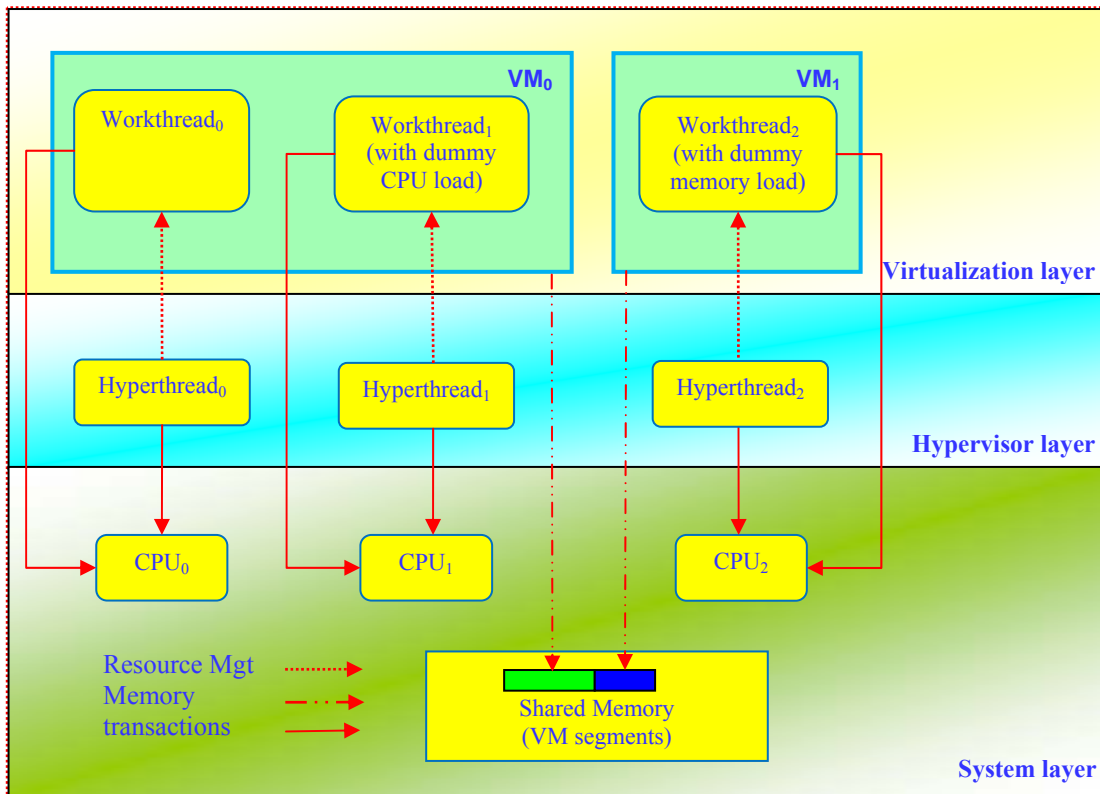 VM₀
VM₁
Workthread₀
Workthread₁
(with dummy
CPU load)
Workthread₂
(with dummy
memory load)
Virtualization layer
Hyperthread₀
Hyperthread₁
Hyperthread₂
Hypervisor layer
CPU₀
CPU₁
CPU₂
Resource Mgt
Memory
transactions
Shared Memory
(VM segments)
System layer